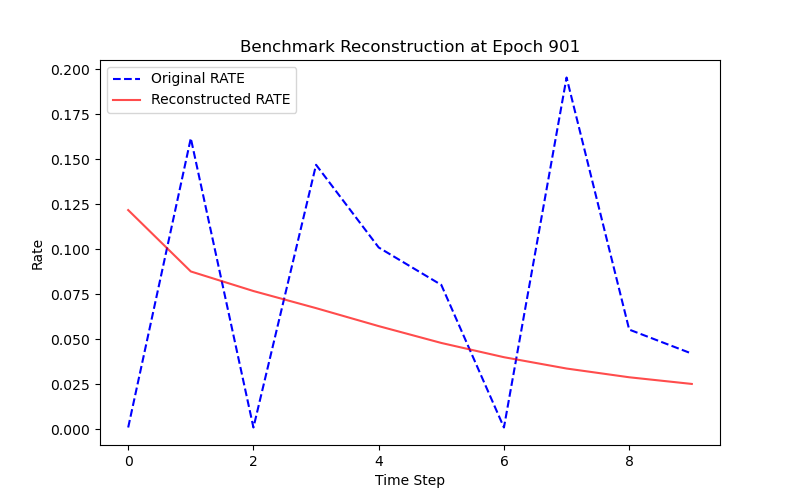 Benchmark Reconstruction at Epoch 901
Original RATE
Reconstructed RATE
0.200
0.175
0.150
0.125
0.100
0.075
0.050
0.025
0.000
Rate
0 2 4 6 8
Time Step